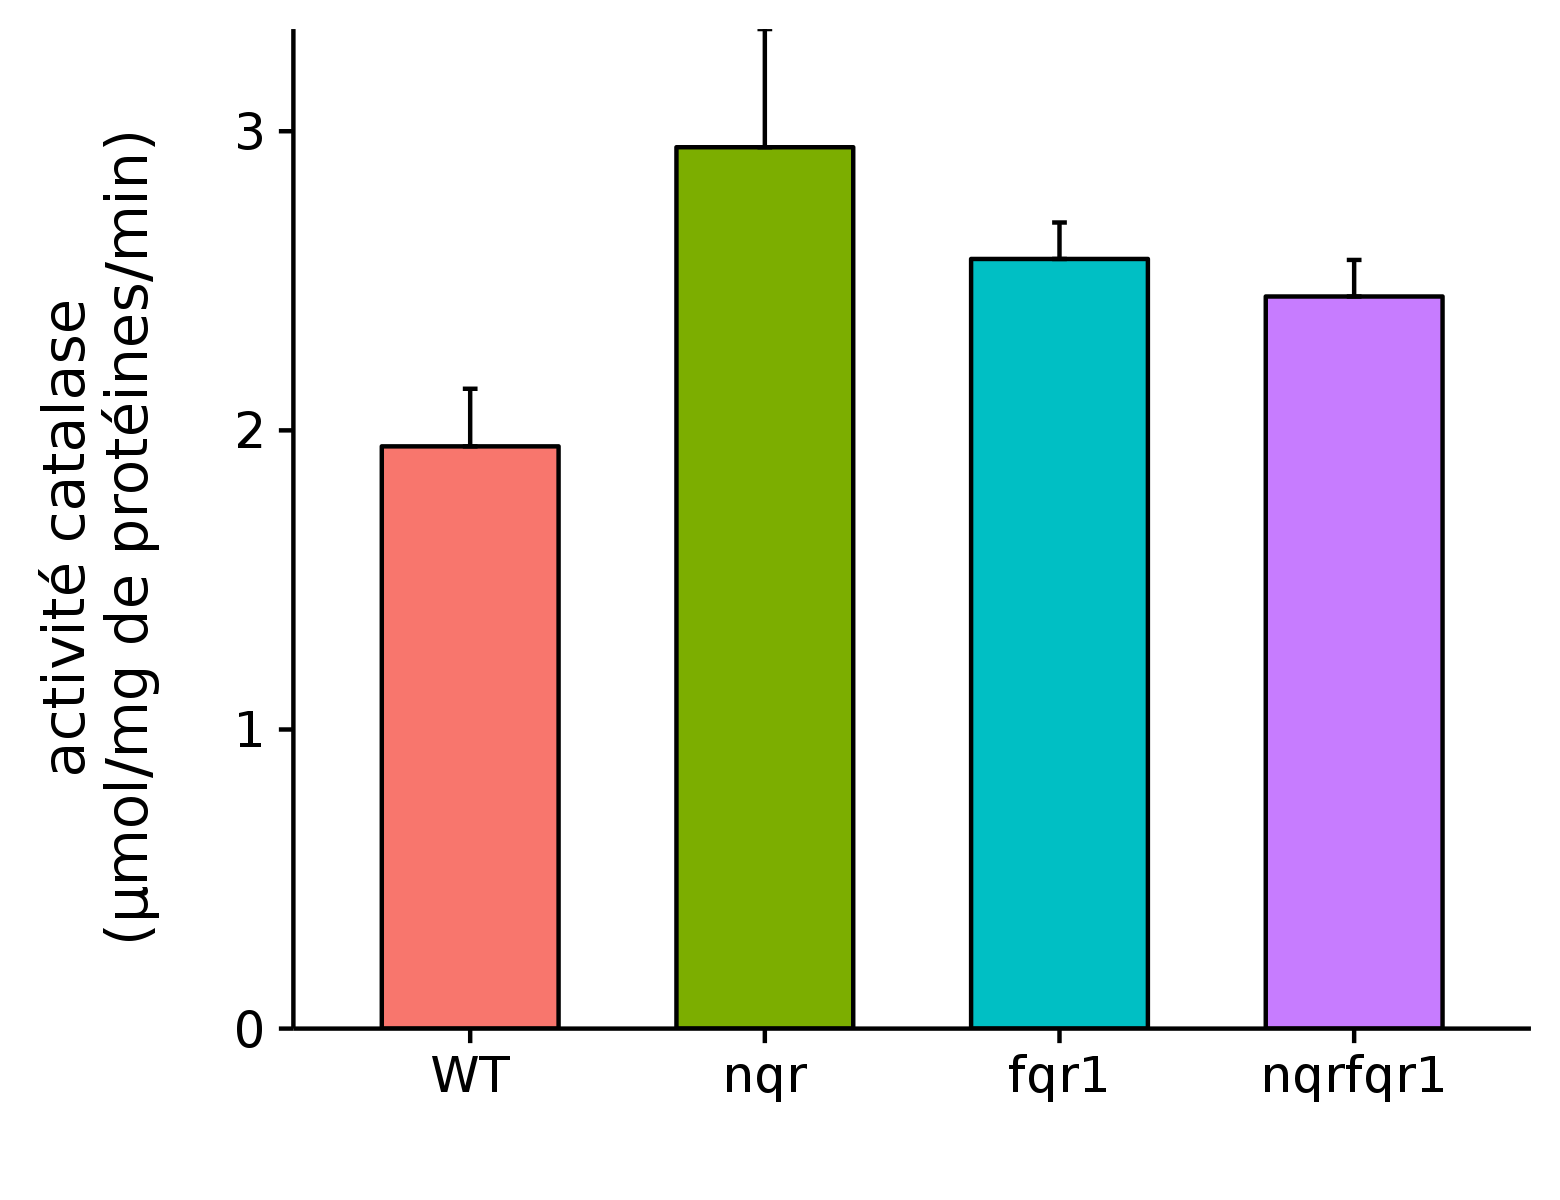 activité catalase
(μmol/mg de protéines/min)
3
2
1
0
WT
nqr
fqr1
nqrfqr1